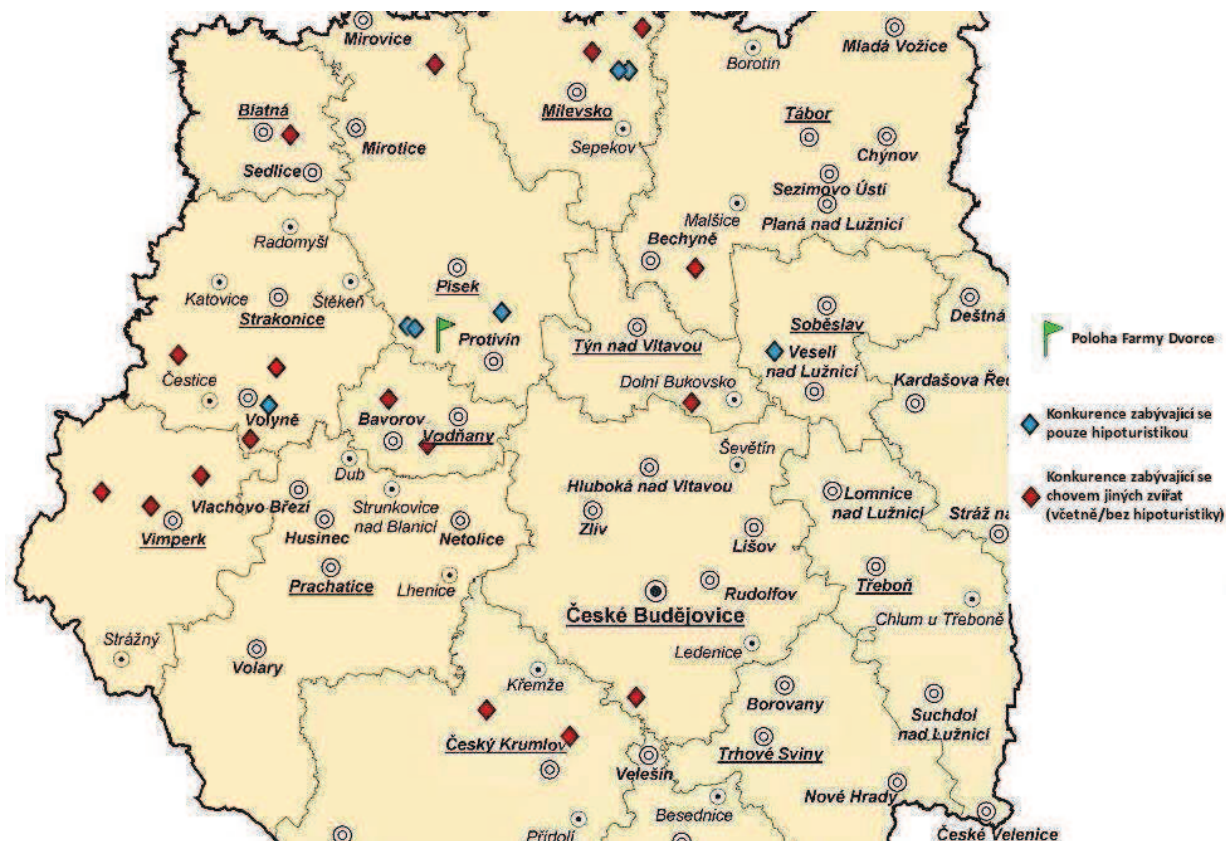 Mirovice
Mladá Vožice
Borotín
Blatná
Milevsko
Tábor
Mirotice
Sepekov
Chýnov
Sedlice
Sezimovo Ústí
Malšice
Planá nad Lužnicí
Radomyšl
Bechyně
Katovice
Štěkeň
Písek
Strakonice
Soběslav
Deštná
Protivín
Týn nad Vltavou
Veselí
nad Lužnicí
Čestice
Dolní Bukovsko
Kardašova Řec
Volyně
Bavorov
Vodňany
Dub
Ševětín
Vlachovo Březí
Strunkovice
nad Blanicí
Hluboká nad Vltavou
Lomnice
nad Lužnicí
Stráž na
Vimperk
Husinec
Netolice
Zliv
Lišov
Prachatice
Lhenice
Rudolfov
Třeboň
České Budějovice
Chlum u Třeboně
Strážný
Volary
Ledenice
Křemže
Borovany
Suchdol
nad Lužnicí
Český Krumlov
Velešín
Trhové Sviny
Nové Hrady
Besednice
Přídolí
České Velenice
Poloha Farmy Dvorce
Konkurence zabývající se
pouze hipoturistikou
Konkurence zabývající se
chovem jiných zvířat
(včetně/bez hipoturistiky)